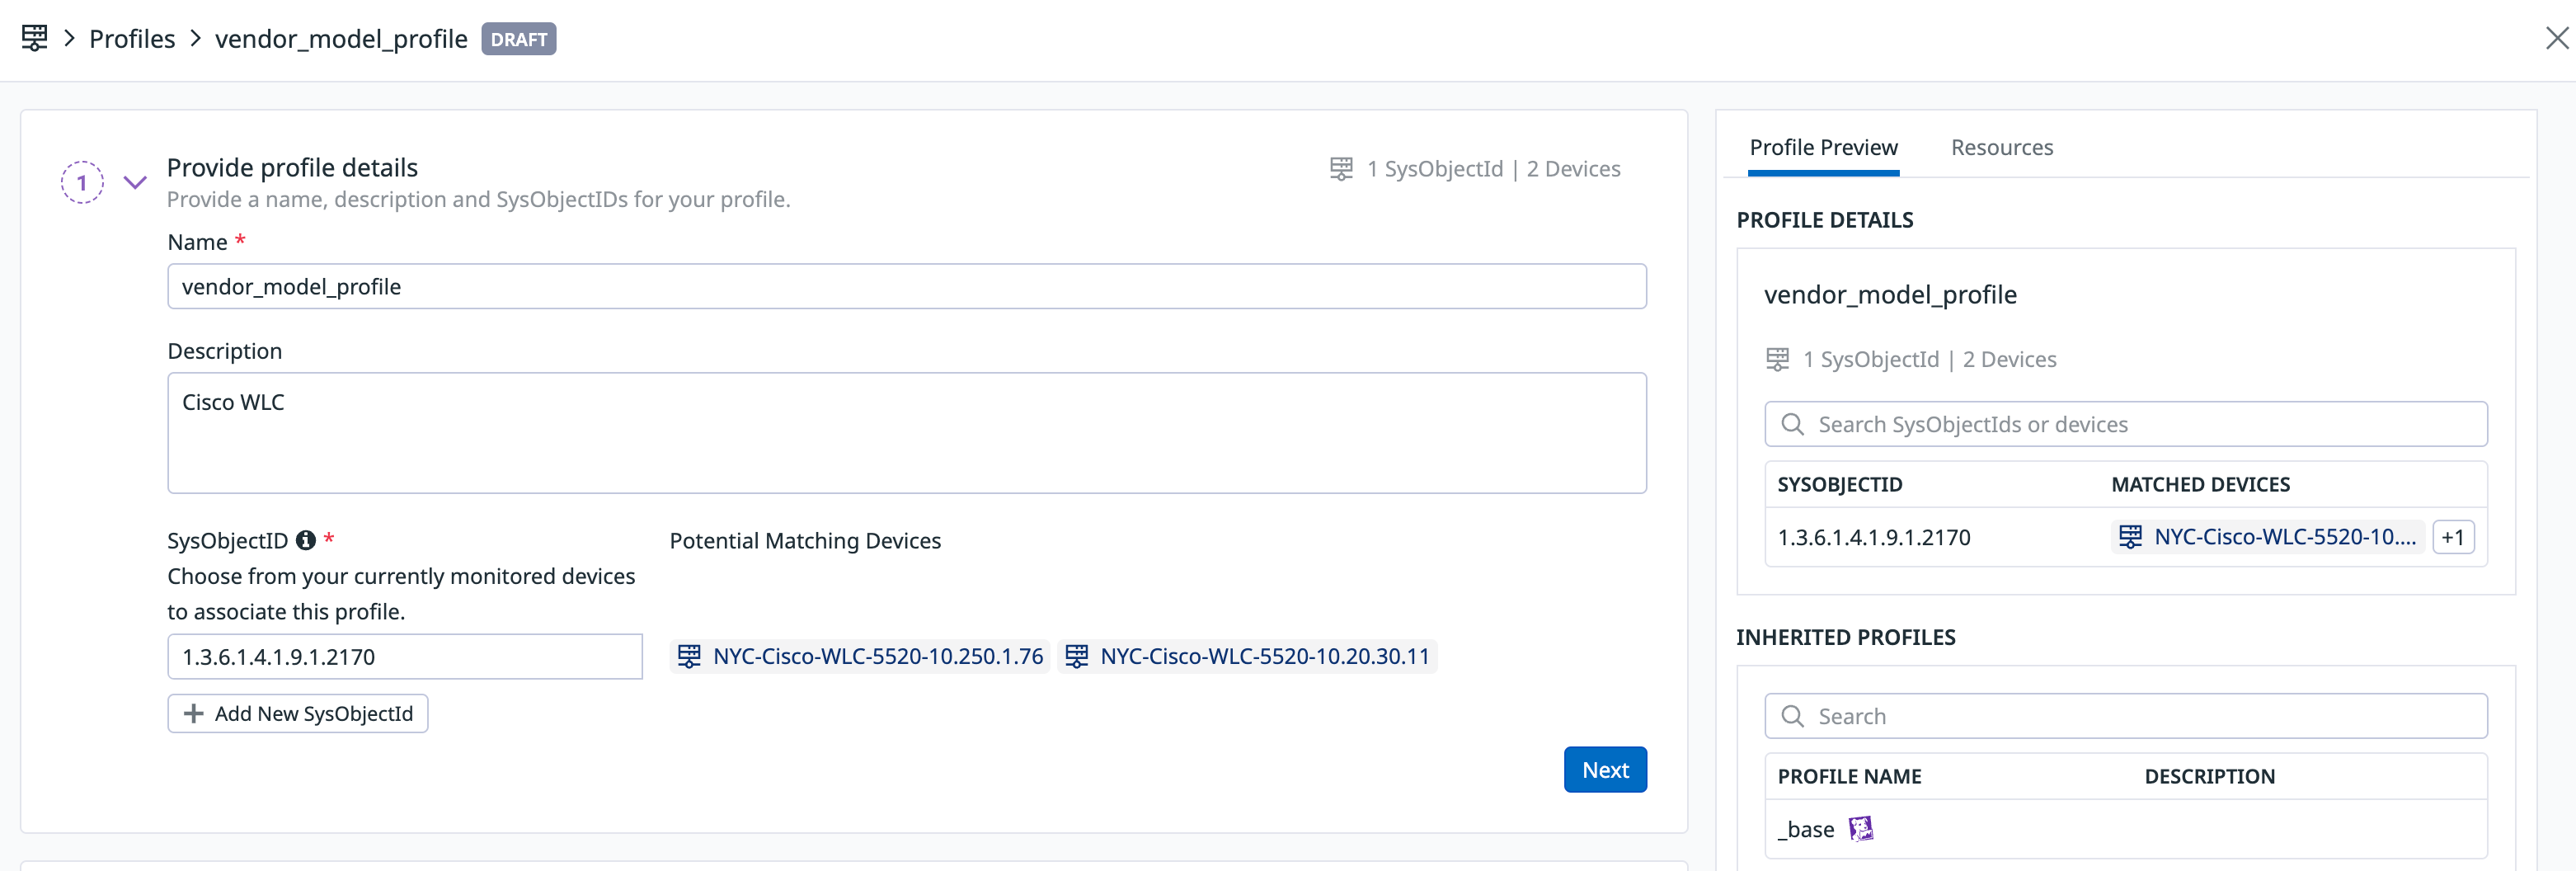 Profiles vendor_model_profile DRAFT
1
Provide profile details
1 SysObjectId | 2 Devices
Provide a name, description and SysObjectIDs for your profile.
Name *
vendor_model_profile
Description
Cisco WLC
SysObjectID *
Potential Matching Devices
Choose from your currently monitored devices
to associate this profile.
1.3.6.1.4.1.9.1.2170
NYC-Cisco-WLC-5520-10.250.1.76
NYC-Cisco-WLC-5520-10.20.30.11
Add New SysObjectId
Next
Profile Preview
Resources
PROFILE DETAILS
vendor_model_profile
1 SysObjectId | 2 Devices
Search SysObjectIds or devices
SYSOBJECTID
MATCHED DEVICES
1.3.6.1.4.1.9.1.2170
NYC-Cisco-WLC-5520-10....
+1
INHERITED PROFILES
Search
PROFILE NAME
DESCRIPTION
_base